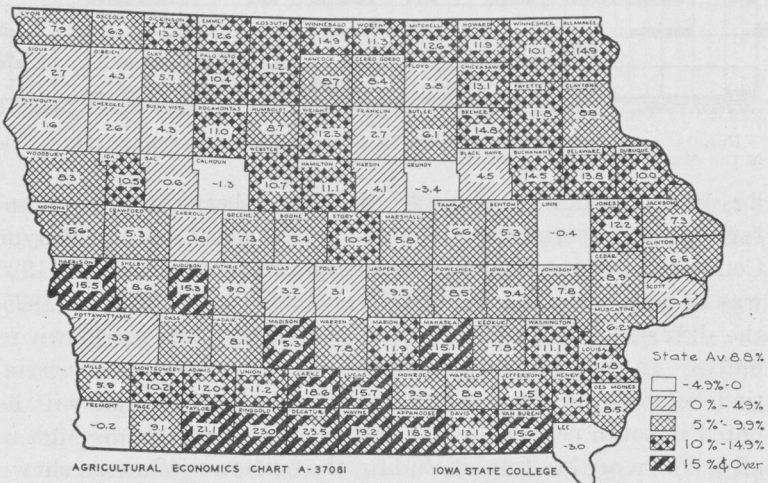 LYON OSCEOLA DICKINSON EMMET KOSSUTH WINNEBAGO WORTH MITCHELL HOWARD WINNESHIEK ALLAMAKEE
7.9 6.3 13.3 12.6 11.2 14.9 11.3 12.6 11.9 10.1 14.9
SIOUX O'BRIEN CLAY PALO ALTO HANCOCK CERRO GORDO FLOYD CHICKASAW
2.7 4.3 5.7 10.4 8.7 8.4 3.8 13.1
PLYMOUTH CHEROKEE BUENA VISTA POCAHONTAS HUMBOLDT WRIGHT FRANKLIN BUTLER BREMER FAYETTE CLAYTON
1.6 2.6 4.3 11.0 8.7 12.3 2.7 6.1 14.8 11.8 8.8
WOODBURY IDA SAC CALHOUN WEBSTER HAMILTON HARDIN GRUNDY BLACK HAWK BUCHANAN DELAWARE DUBUQUE
8.3 10.5 0.6 -1.3 10.7 11.1 4.1 -3.4 4.5 14.5 13.8 10.0
MONONA CRAWFORD CARROLL GREENE BOONE STORY MARSHALL TAMA BENTON LINN JONES JACKSON
5.6 5.3 0.8 7.3 5.4 10.4 5.8 6.6 5.3 -0.4 12.2 7.3
CLINTON
6.6
HARRISON SHELBY AUDUBON GUTHRIE DALLAS POLK JASPER POWESHIEK IOWA JOHNSON CEDAR SCOTT
15.5 8.6 15.3 9.0 3.2 3.1 9.5 8.5 9.4 7.8 8.9 0.4
POTTAWATTAMIE CASS ADAIR MADISON WARREN MARION MAHASKA KEOKUK WASHINGTON MUSCATINE
3.9 7.7 8.1 15.3 7.8 11.9 15.1 7.8 11.1 6.2
LOUISA
14.8
MILLS MONTGOMERY ADAMS UNION CLARKE LUCAS MONROE WAPELLO JEFFERSON HENRY DES MOINES
5.9 10.2 12.0 11.2 18.6 15.7 9.9 8.8 11.5 11.4 8.5
FREMONT PAGE TAYLOR RINGGOLD DECATUR WAYNE APPANOOSE DAVIS VAN BUREN LEE
-0.2 9.1 21.1 23.0 23.5 19.2 18.3 13.1 15.6 -3.0
State Av. 8.8%
-4.9%-0
0%-4.9%
5%-9.9%
10%-14.9%
15%&Over
AGRICULTURAL ECONOMICS CHART A-37081 IOWA STATE COLLEGE